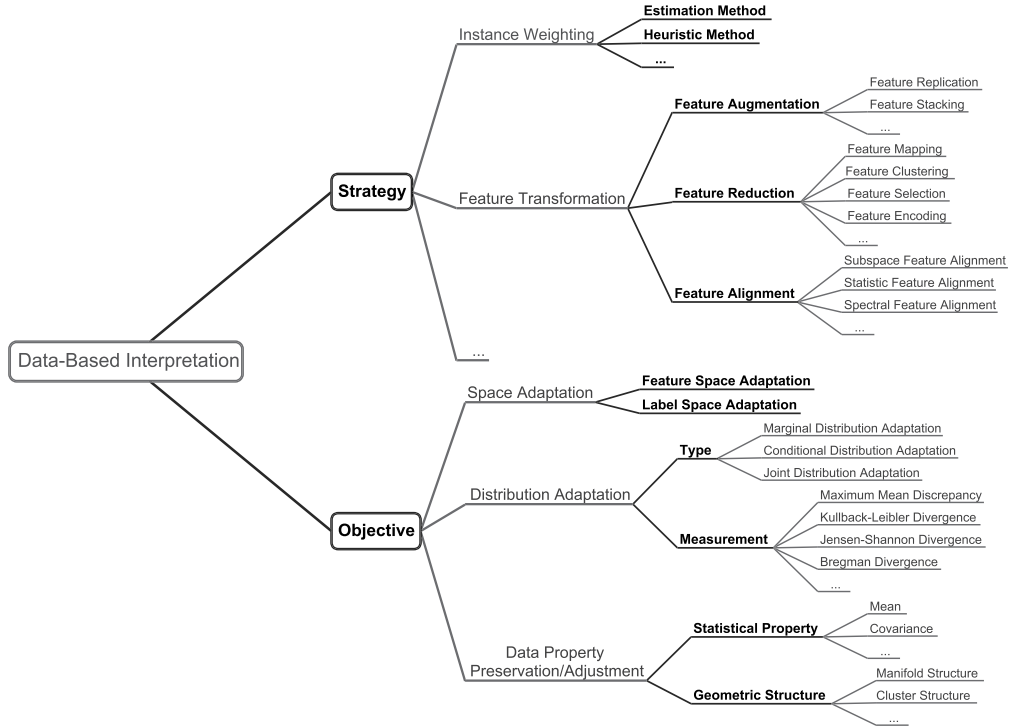 Data-Based Interpretation
Strategy
Instance Weighting
Estimation Method
Heuristic Method
...
Feature Transformation
Feature Augmentation
Feature Replication
Feature Stacking
...
Feature Reduction
Feature Mapping
Feature Clustering
Feature Selection
Feature Encoding
...
Feature Alignment
Subspace Feature Alignment
Statistic Feature Alignment
Spectral Feature Alignment
...
...
Objective
Space Adaptation
Feature Space Adaptation
Label Space Adaptation
Distribution Adaptation
Type
Marginal Distribution Adaptation
Conditional Distribution Adaptation
Joint Distribution Adaptation
Measurement
Maximum Mean Discrepancy
Kullback-Leibler Divergence
Jensen-Shannon Divergence
Bregman Divergence
...
Data Property
Preservation/Adjustment
Statistical Property
Mean
Covariance
...
Geometric Structure
Manifold Structure
Cluster Structure
...